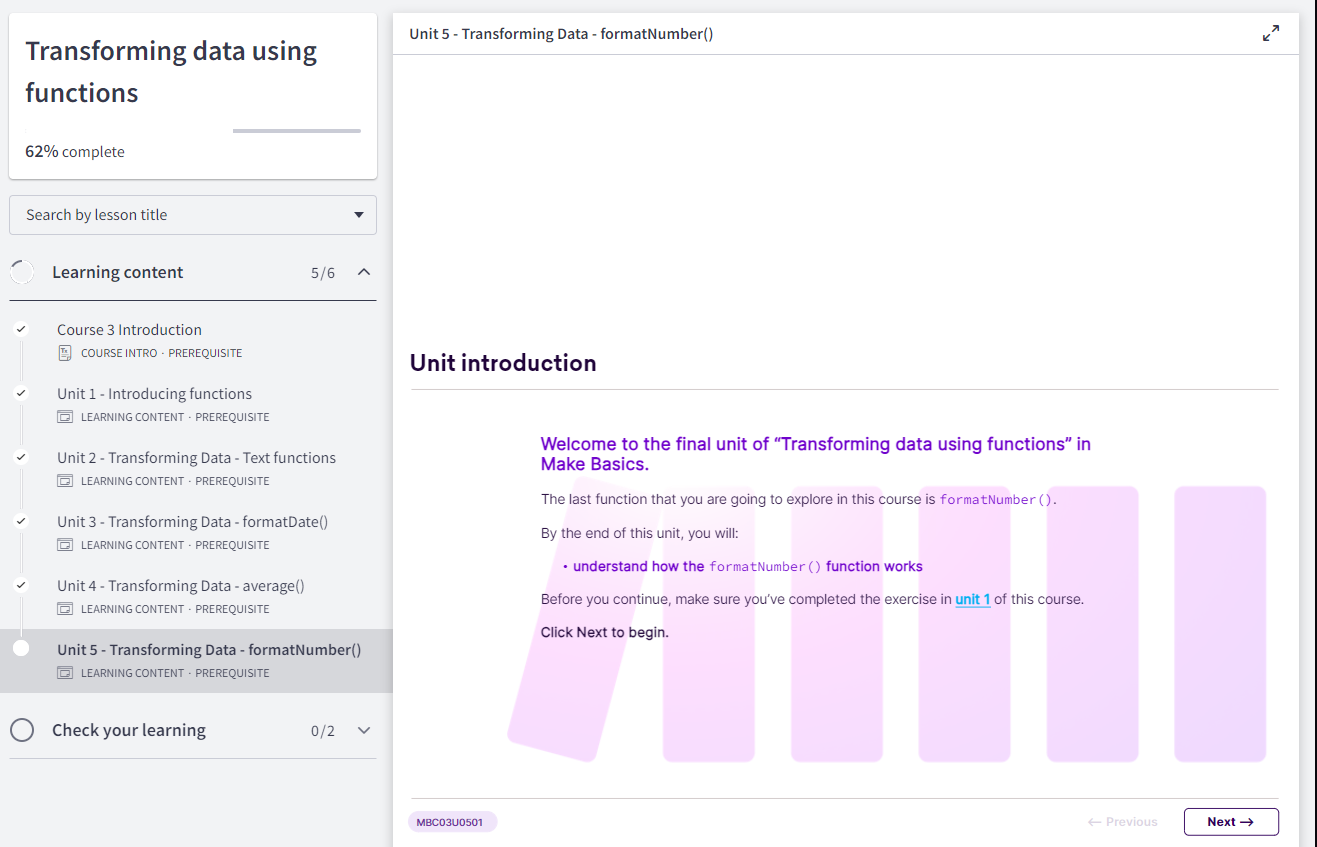 Transforming data using
functions
62% complete
Search by lesson title
Learning content 5/6
Course 3 Introduction
COURSE INTRO · PREREQUISITE
Unit 1 - Introducing functions
LEARNING CONTENT · PREREQUISITE
Unit 2 - Transforming Data - Text functions
LEARNING CONTENT · PREREQUISITE
Unit 3 - Transforming Data - formatDate()
LEARNING CONTENT · PREREQUISITE
Unit 4 - Transforming Data - average()
LEARNING CONTENT · PREREQUISITE
Unit 5 - Transforming Data - formatNumber()
LEARNING CONTENT · PREREQUISITE
Check your learning 0/2
Unit 5 - Transforming Data - formatNumber()
Unit introduction
Welcome to the final unit of “Transforming data using functions” in
Make Basics.
The last function that you are going to explore in this course is formatNumber().
By the end of this unit, you will:
• understand how the formatNumber() function works
Before you continue, make sure you’ve completed the exercise in unit 1 of this course.
Click Next to begin.
MBC03U0501
← Previous
Next →